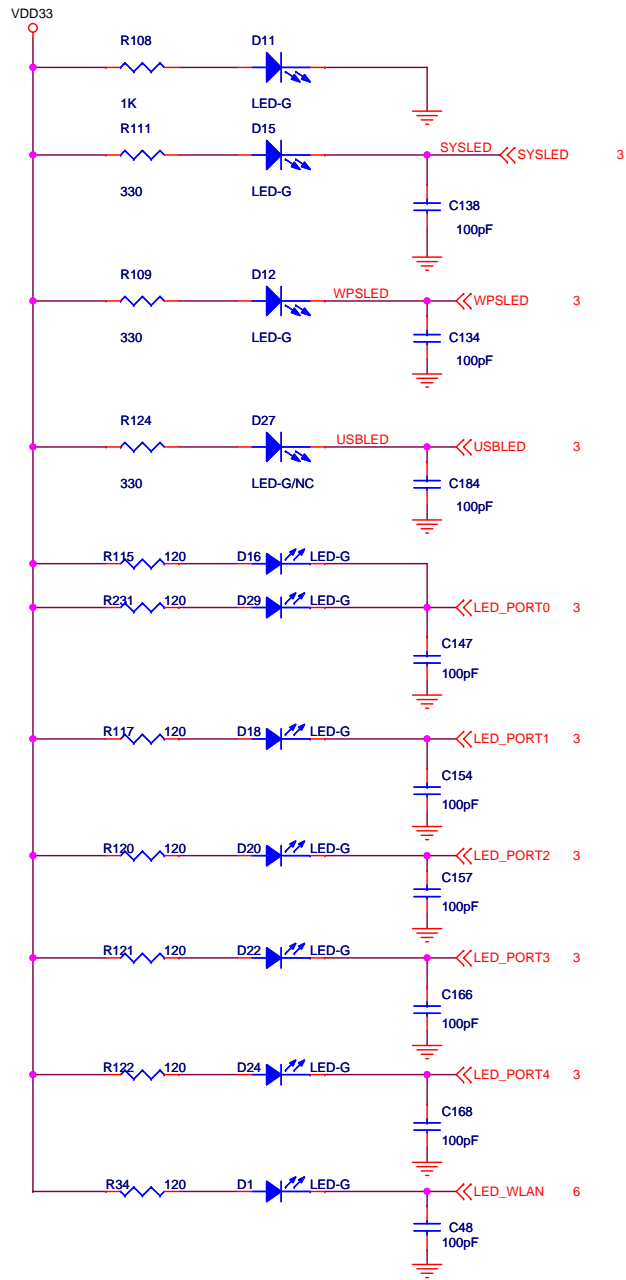 VDD33
R108 D11
1K LED-G
R111 D15
SYSLED SYSLED 3
330 LED-G
C138
100pF
R109 D12
WPSLED WPSLED 3
330 LED-G C134
100pF
R124 D27
USBLED USBLED 3
330 LED-G/NC C184
100pF
R115 120 D16 LED-G
R231 120 D29 LED-G LED_PORT0 3
C147
100pF
R117 120 D18 LED-G LED_PORT1 3
C154
100pF
R120 120 D20 LED-G LED_PORT2 3
C157
100pF
R121 120 D22 LED-G LED_PORT3 3
C166
100pF
R122 120 D24 LED-G LED_PORT4 3
C168
100pF
R34 120 D1 LED-G LED_WLAN 6
C48
100pF